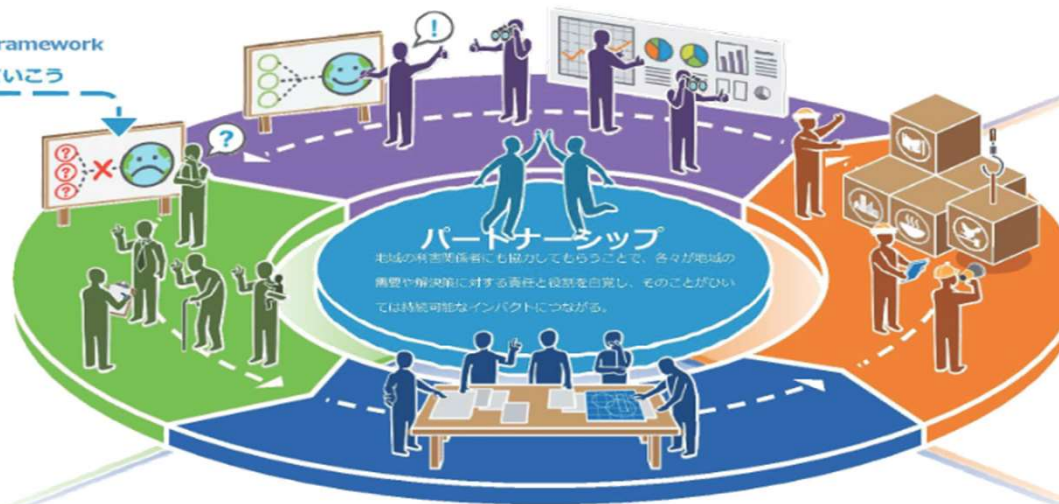 ramework
いこう
!
?
?
?
?
パートナーシップ
地域の利害関係者にも協力してもらうことで、各々が地域の
需要や解決策に対する責任と役割を自覚し、そのことがひい
ては持続可能なインパクトにつながる。